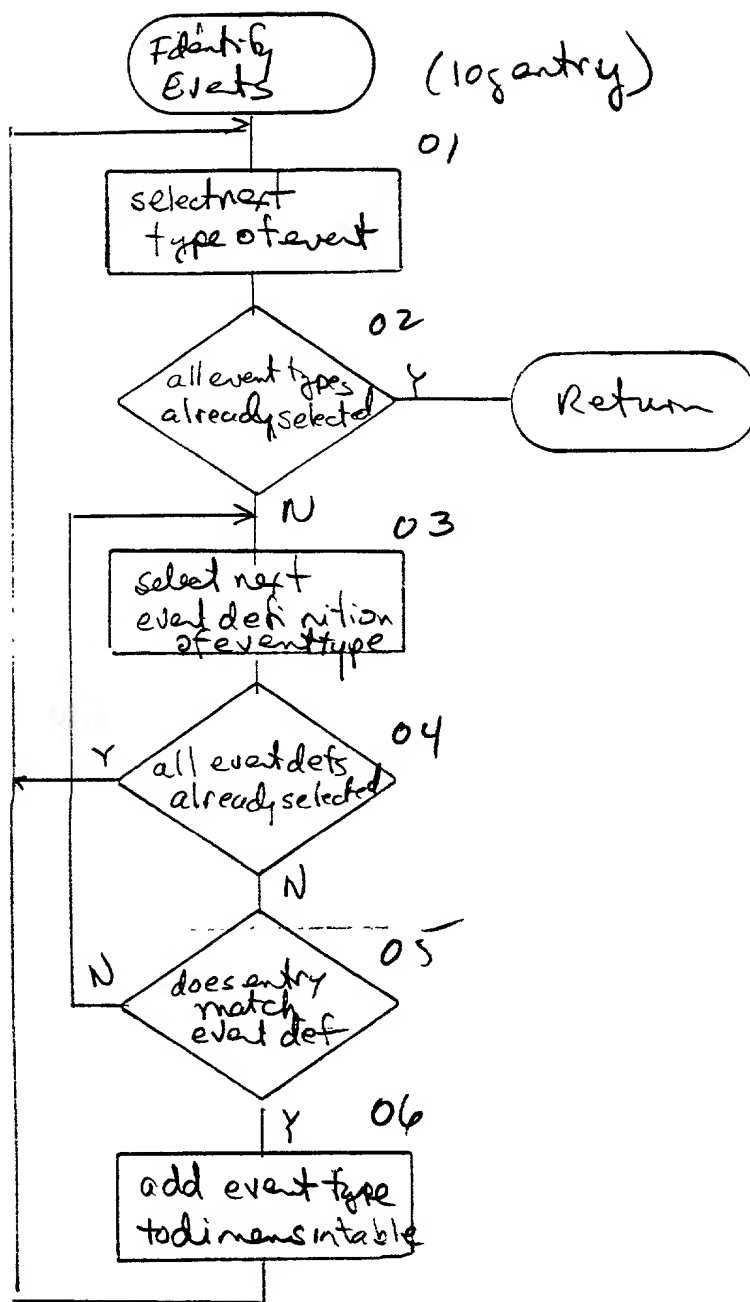 Identify
Events
(log entry)
01
select next
type of event
02
all event types
already selected
Y
Return
N
03
select next
event definition
of event type
04
Y
all event defs
already selected
N
05
N
does entry
match
event def
Y
06
add event type
to dimensin table